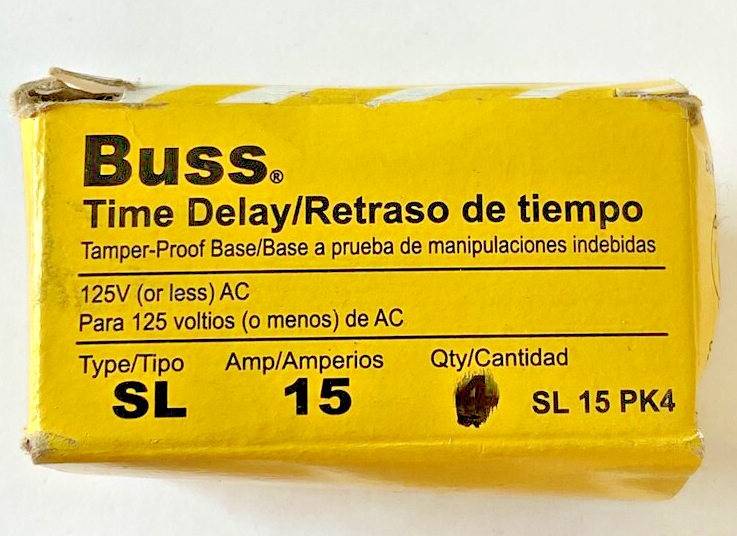 Buss®
Time Delay/Retraso de tiempo
Tamper-Proof Base/Base a prueba de manipulaciones indebidas
125V (or less) AC
Para 125 voltios (o menos) de AC
Type/Tipo Amp/Amperios Qty/Cantidad
SL 15 4 SL 15 PK4